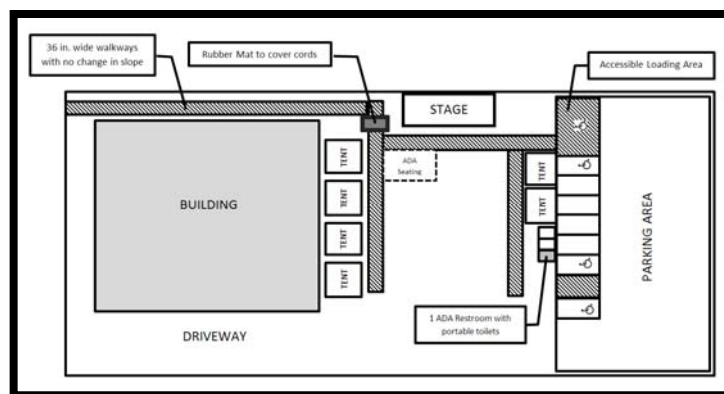 36 in. wide walkways
with no change in slope
Rubber Mat to cover cords
Accessible Loading Area
STAGE
ADA
Seating
TENT
TENT
TENT
TENT
TENT
TENT
BUILDING
PARKING AREA
1 ADA Restroom with
portable toilets
DRIVEWAY